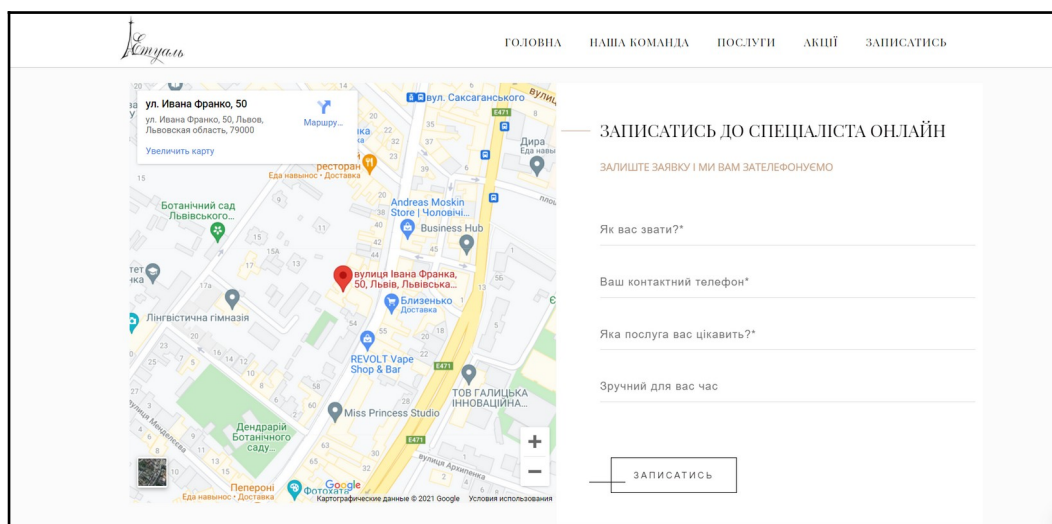 Етуаль
ГОЛОВНА НАША КОМАНДА ПОСЛУГИ АКЦІЇ ЗАПИСАТИСЬ
ул. Ивана Франко, 50
ул. Ивана Франко, 50, Львов,
Львовская область, 79000
Маршру...
Увеличить карту
вул. Саксаганського
E471
Дира
Еда навынос
ресторан
Еда навынос • Доставка
Ботанічний сад
Львівського...
Andreas Moskin
Store | Чоловічі...
Business Hub
вулиця Івана Франка,
50, Львів, Львівська...
Близенько
Доставка
Лінгвістична гімназія
REVOLT Vape
Shop & Bar
E471
ТОВ ГАЛИЦЬКА
ІННОВАЦІЙНА...
Miss Princess Studio
Дендрарій
Ботанічного
саду...
вулиця Менделєєва
E471
вулиця Архипенка
Пепероні
Еда навынос • Доставка
Фотохата
Google
Картографические данные © 2021 Google Условия использования
ЗАПИСАТИСЬ ДО СПЕЦІАЛІСТА ОНЛАЙН
ЗАЛИШТЕ ЗАЯВКУ І МИ ВАМ ЗАТЕЛЕФОНУЄМО
Як вас звати?*
Ваш контактний телефон*
Яка послуга вас цікавить?*
Зручний для вас час
ЗАПИСАТИСЬ